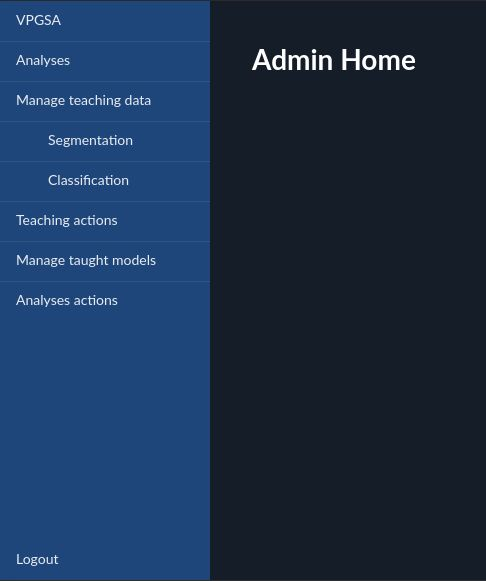 VPGSA
Analyses
Manage teaching data
Segmentation
Classification
Teaching actions
Manage taught models
Analyses actions
Logout
Admin Home